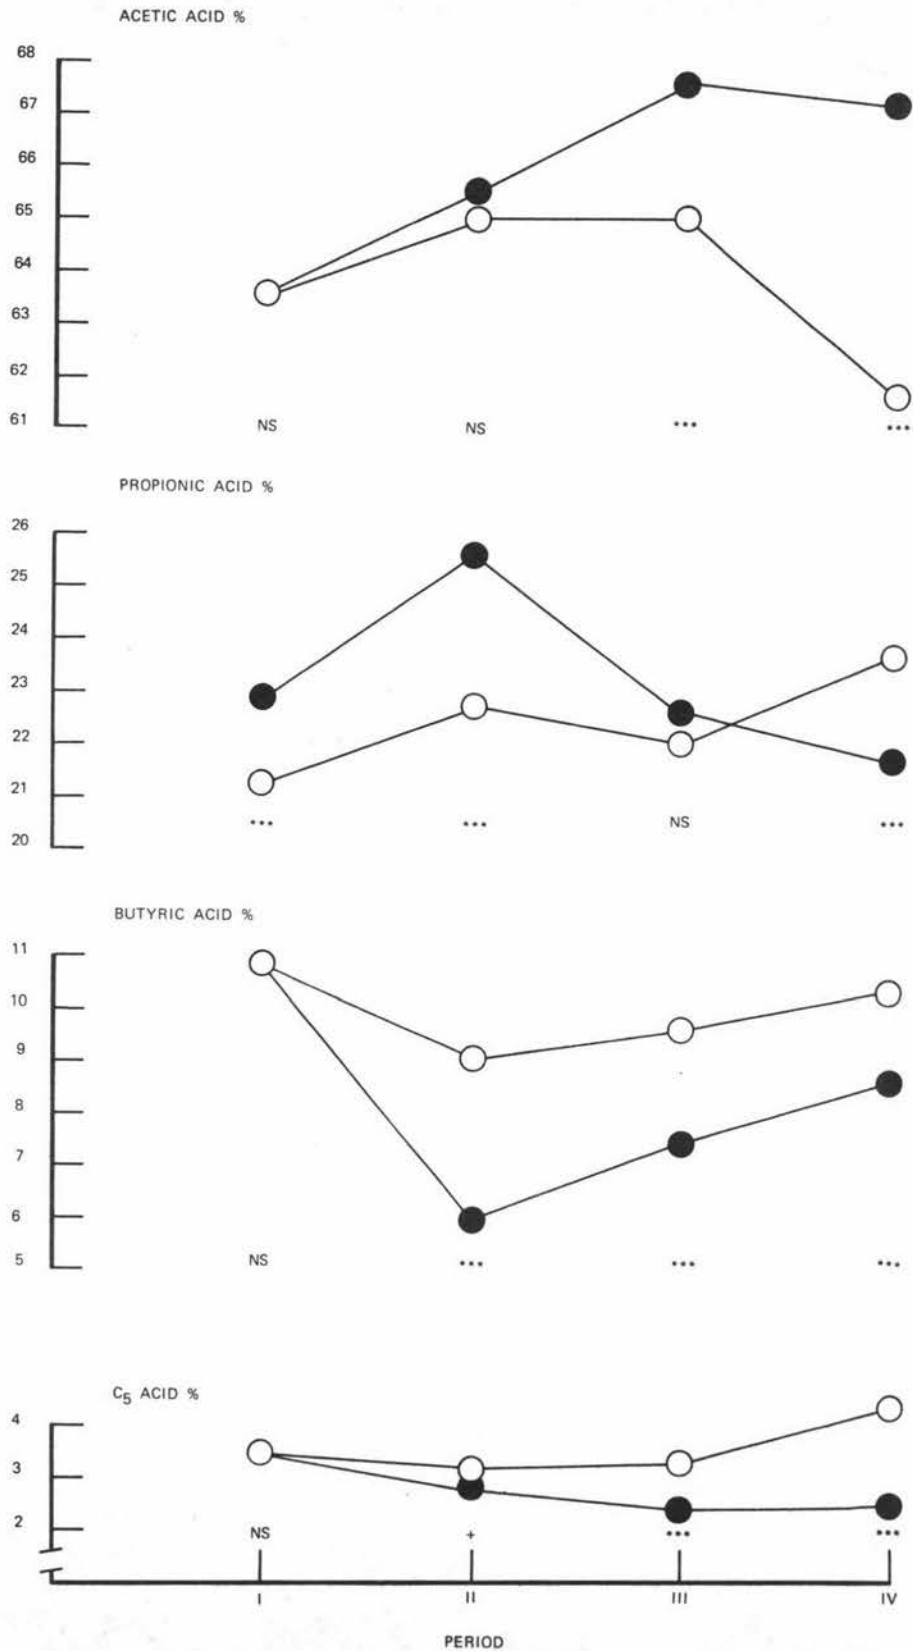 ACETIC ACID %
68
67
66
65
64
63
62
61
NS NS *** ***
PROPIONIC ACID %
26
25
24
23
22
21
20
*** *** NS ***
BUTYRIC ACID %
11
10
9
8
7
6
5
NS *** *** ***
C₅ ACID %
4
3
2
NS + *** ***
I II III IV
PERIOD